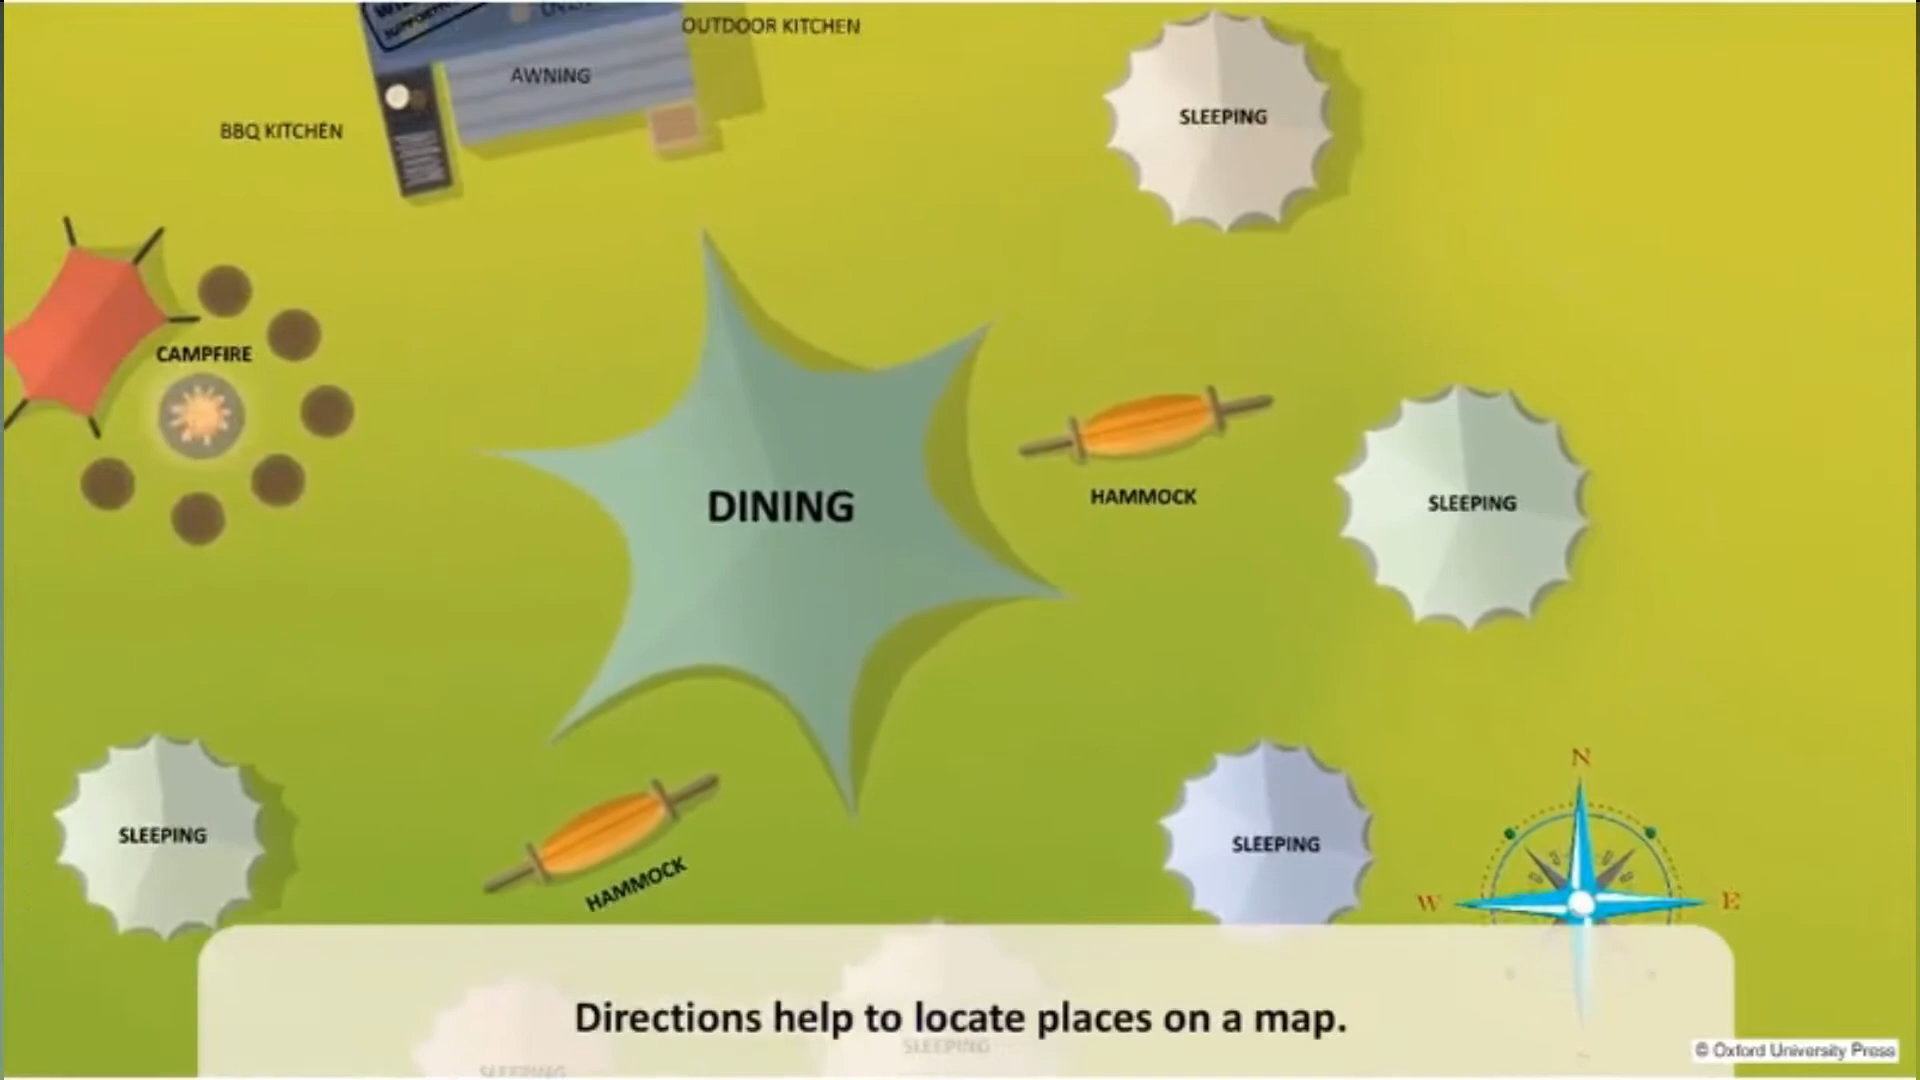 OUTDOOR KITCHEN
AWNING
BBQ KITCHEN
SLEEPING
CAMPFIRE
DINING
HAMMOCK
SLEEPING
SLEEPING
HAMMOCK
SLEEPING
N
W
E
Directions help to locate places on a map.
SLEEPING
SLEEPING
© Oxford University Press